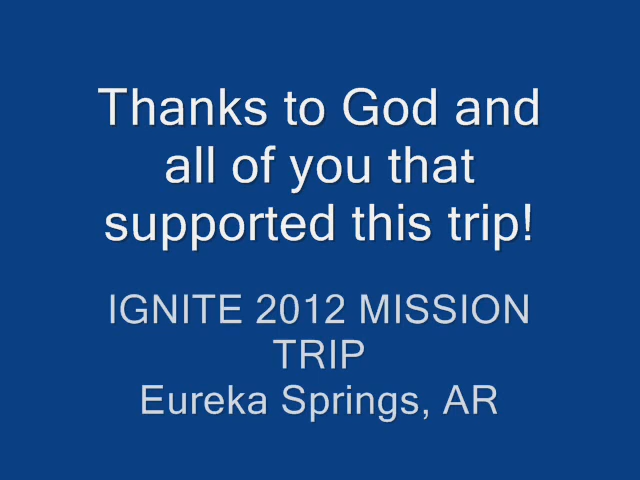 Thanks to God and
all of you that
supported this trip!
IGNITE 2012 MISSION
TRIP
Eureka Springs, AR